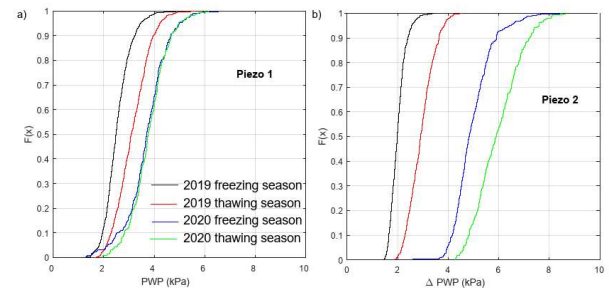 a)
1
0.9
0.8
0.7
0.6
0.5
0.4
0.3
0.2
0.1
0
F(x)
Piezo 1
2019 freezing season
2019 thawing season
2020 freezing season
2020 thawing season
0 2 4 6 8 10
PWP (kPa)
b)
1
0.9
0.8
0.7
0.6
0.5
0.4
0.3
0.2
0.1
0
F(x)
Piezo 2
0 2 4 6 8 10
Δ PWP (kPa)